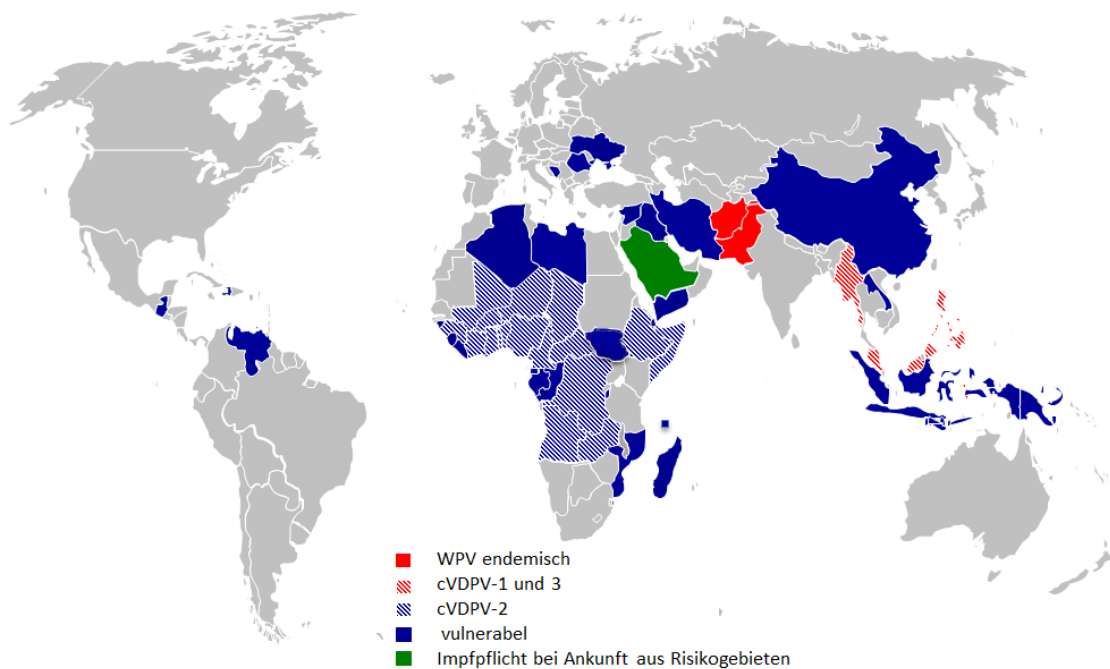 WPV endemisch
cVDPV-1 und 3
cVDPV-2
vulnerabel
Impfpflicht bei Ankunft aus Risikogebieten